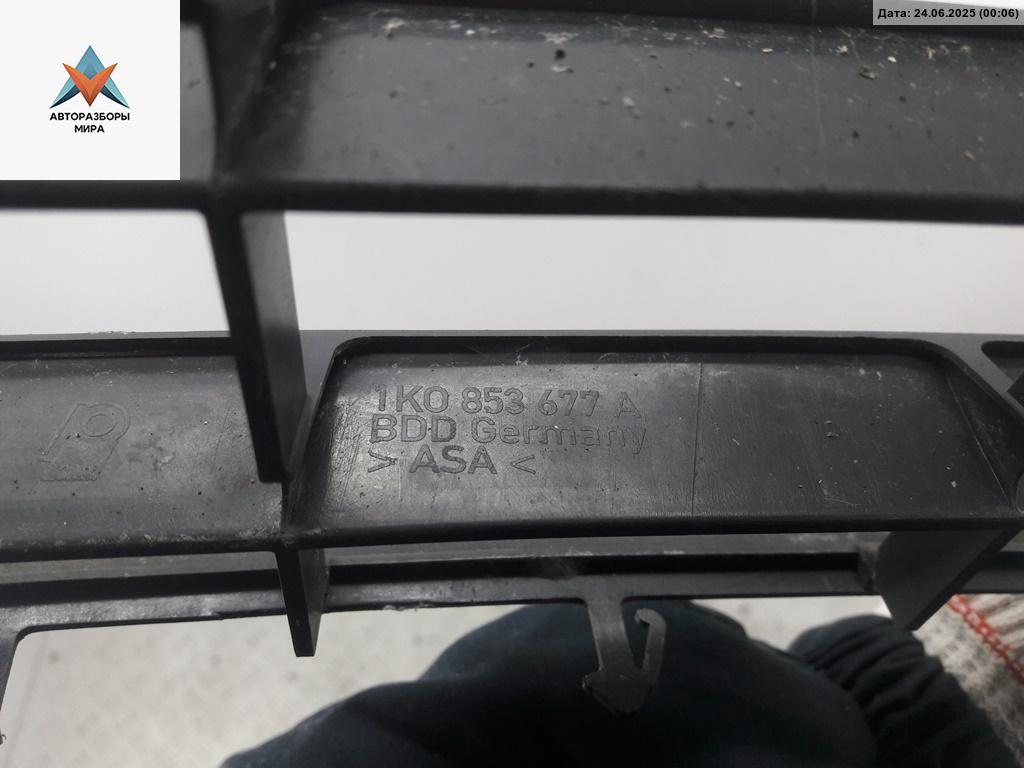 Дата: 24.06.2025 (00:06)
АВТОРАЗБОРЫ
МИРА
1K0 853 677 A
BDD Germany
> ASA <